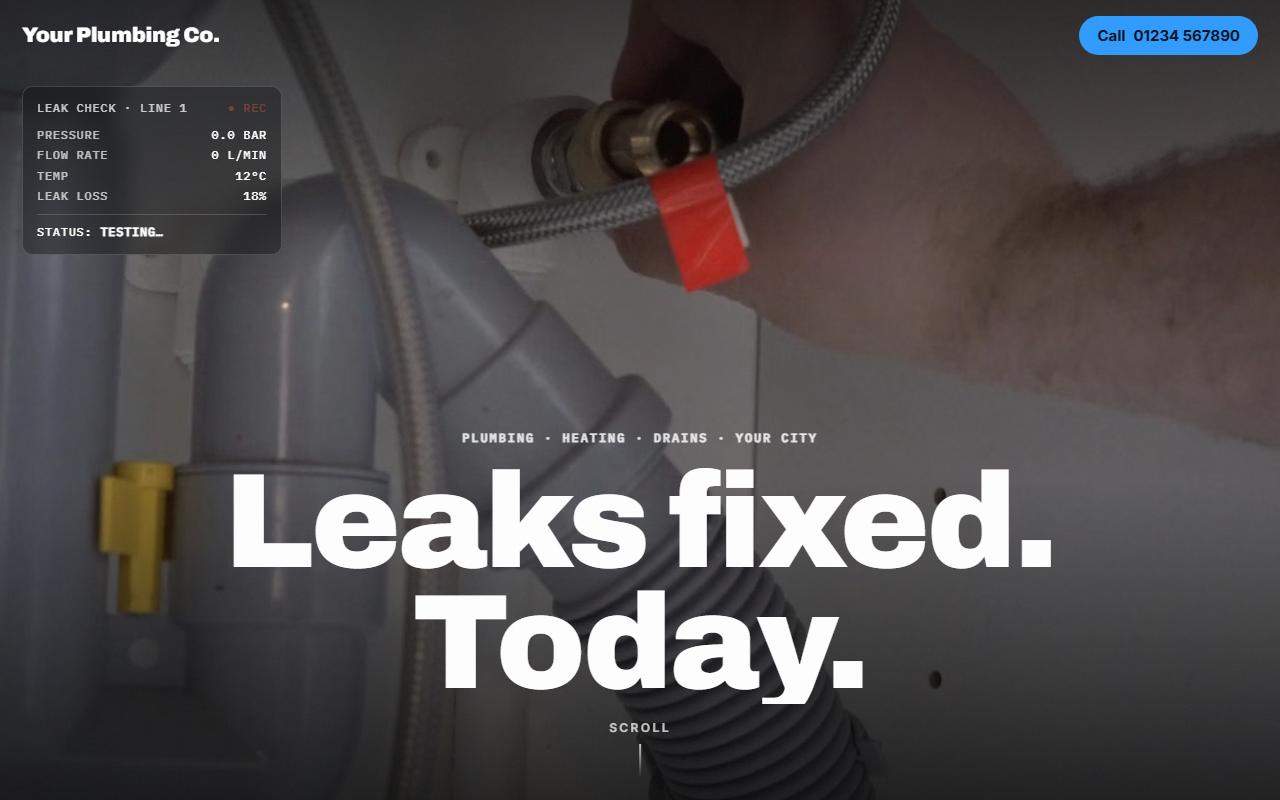 Your Plumbing Co.
Call 01234 567890
LEAK CHECK · LINE 1 ● REC
PRESSURE 0.0 BAR
FLOW RATE 0 L/MIN
TEMP 12°C
LEAK LOSS 18%
STATUS: TESTING…
PLUMBING · HEATING · DRAINS · YOUR CITY
Leaks fixed.
Today.
SCROLL